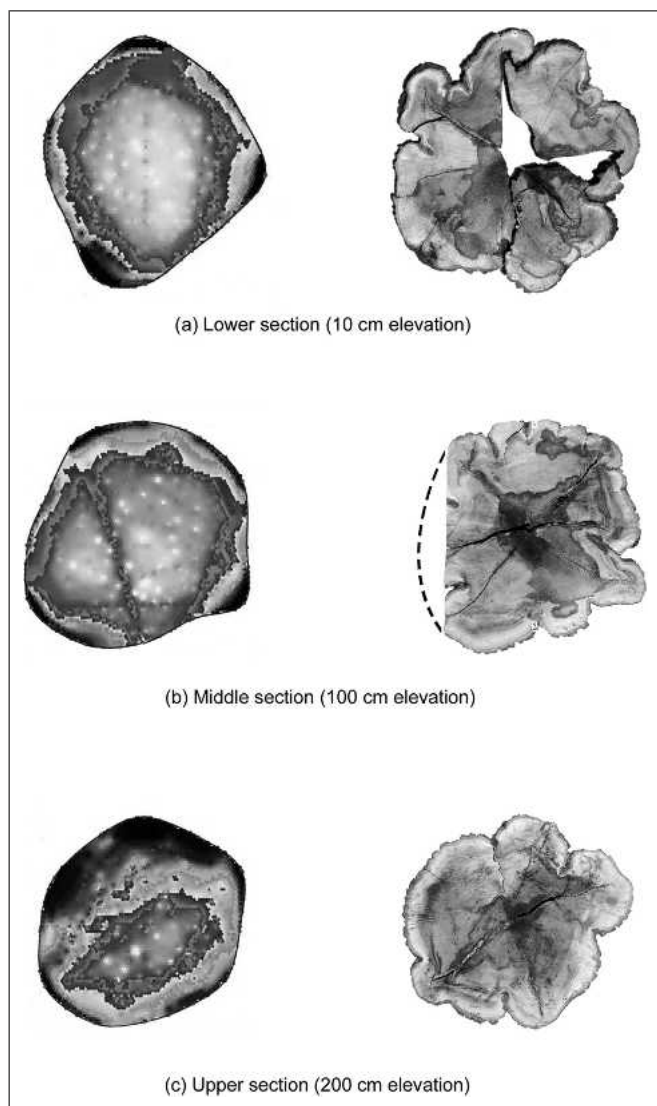 (a) Lower section (10 cm elevation)
(b) Middle section (100 cm elevation)
(c) Upper section (200 cm elevation)